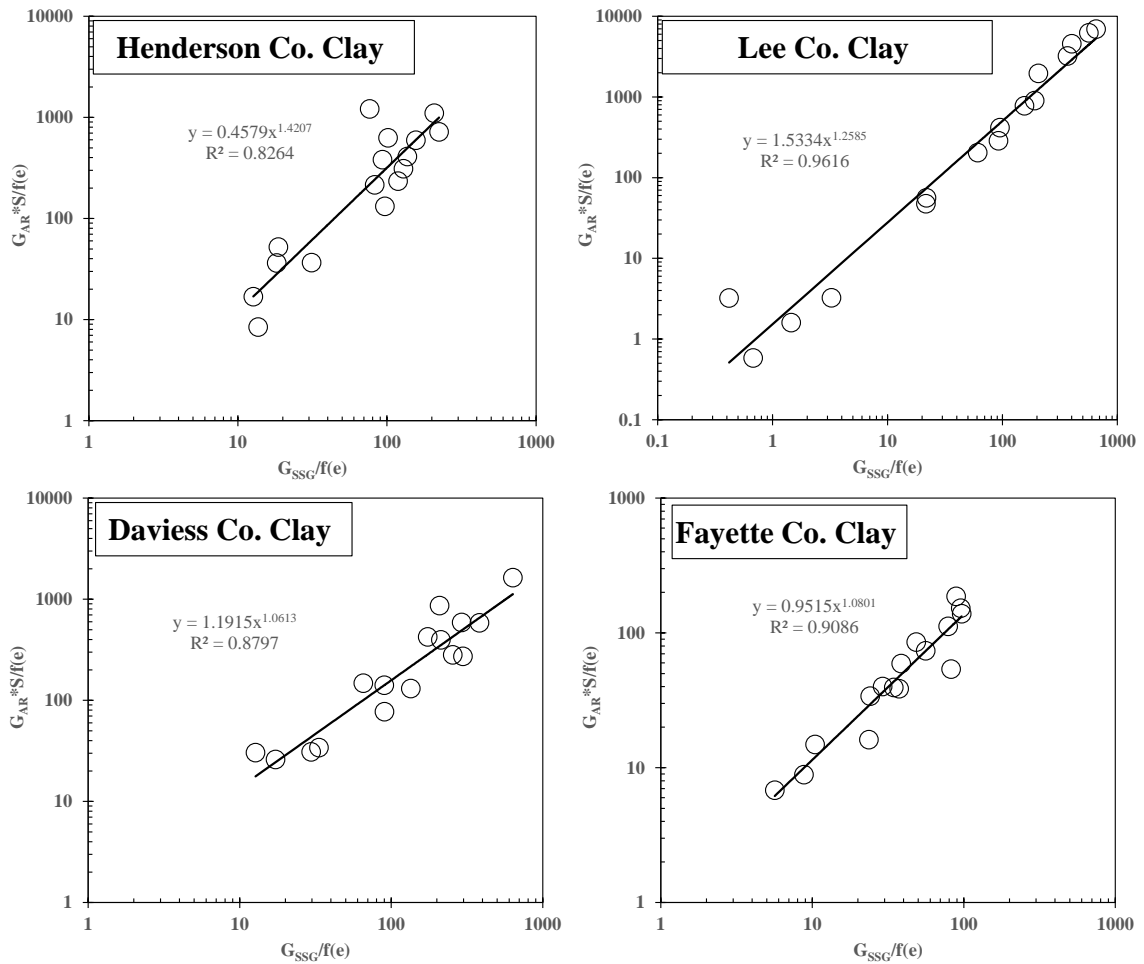 Henderson Co. Clay
10000
1000
100
10
1
G_AR*S/f(e)
y = 0.4579x^1.4207
R² = 0.8264
1
10
100
1000
G_SSG/f(e)
Lee Co. Clay
10000
1000
100
10
1
0.1
G_AR*S/f(e)
y = 1.5334x^1.2585
R² = 0.9616
0.1
1
10
100
1000
G_SSG/f(e)
Daviess Co. Clay
10000
1000
100
10
1
G_AR*S/f(e)
y = 1.1915x^1.0613
R² = 0.8797
1
10
100
1000
G_SSG/f(e)
Fayette Co. Clay
1000
100
10
1
G_AR*S/f(e)
y = 0.9515x^1.0801
R² = 0.9086
1
10
100
1000
G_SSG/f(e)